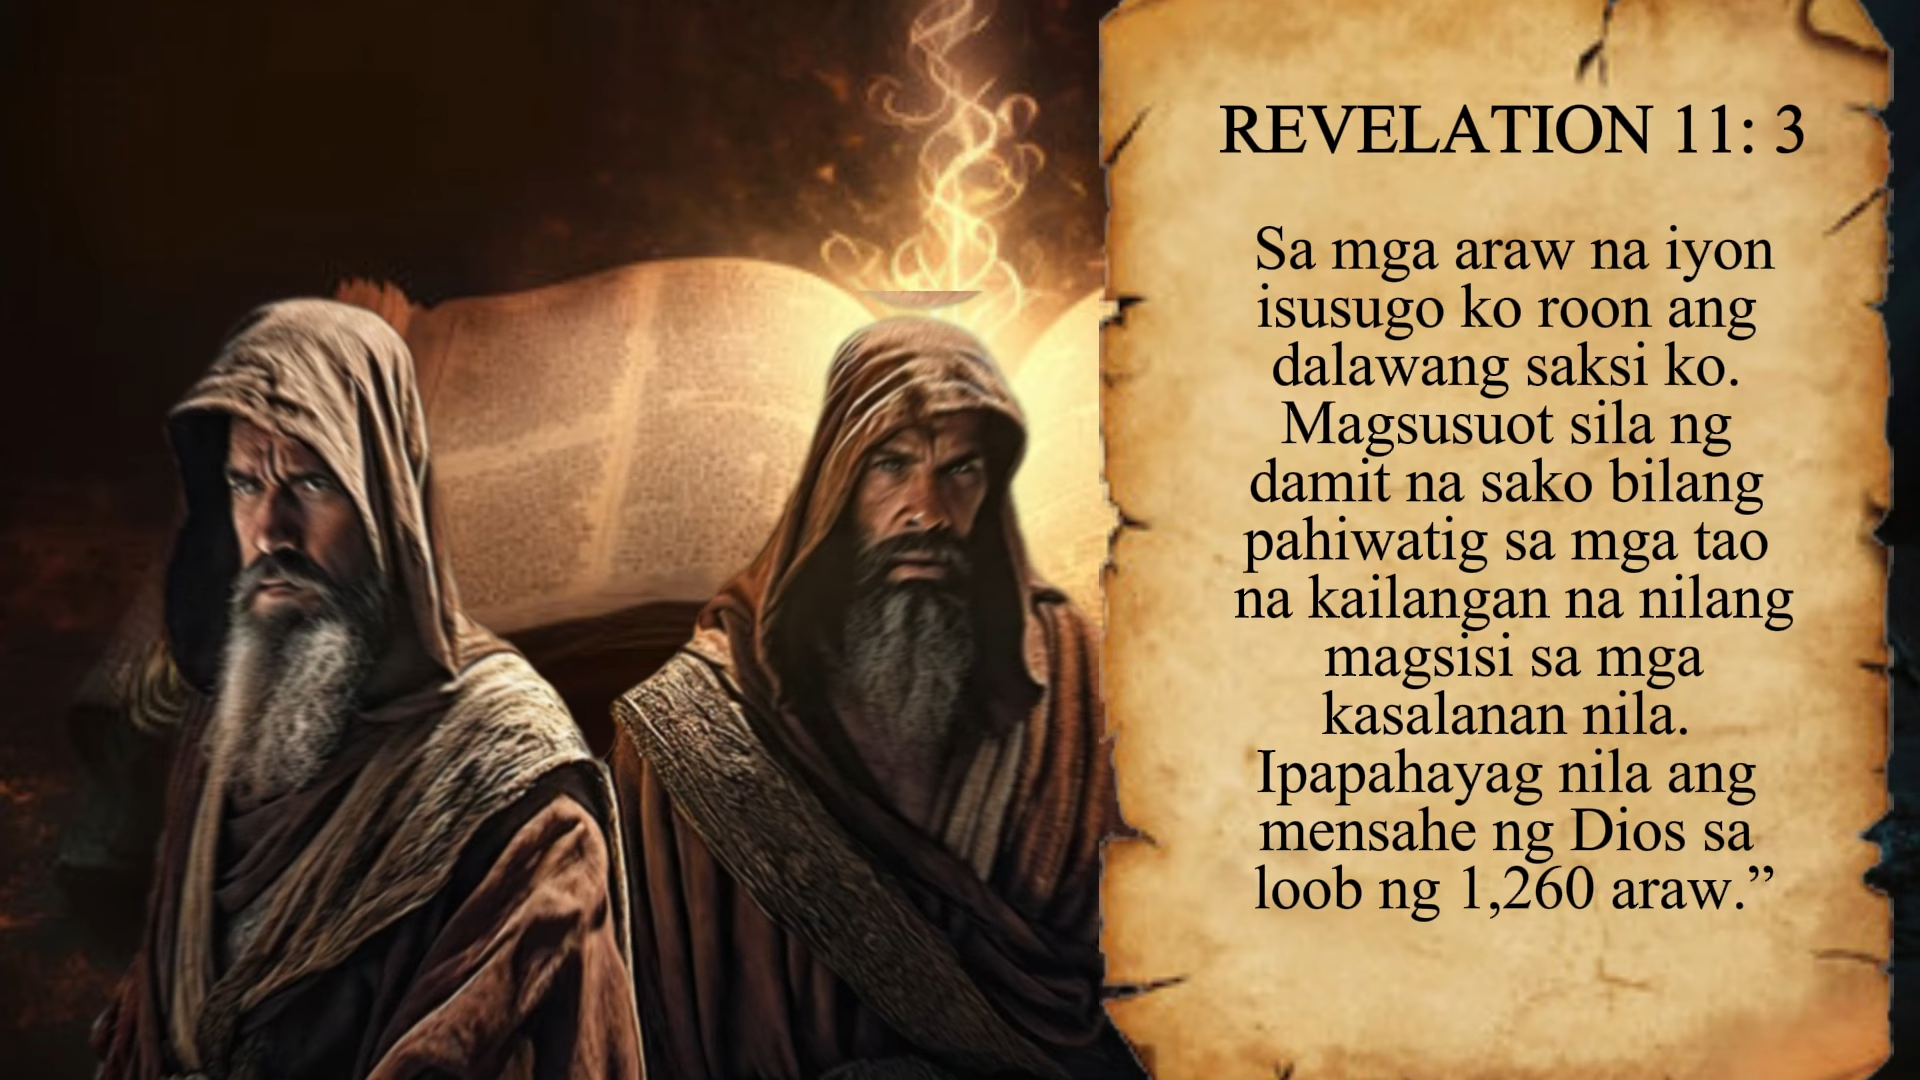 REVELATION 11: 3
Sa mga araw na iyon
isusugo ko roon ang
dalawang saksi ko.
Magsusuot sila ng
damit na sako bilang
pahiwatig sa mga tao
na kailangan na nilang
magsisi sa mga
kasalanan nila.
Ipapahayag nila ang
mensahe ng Dios sa
loob ng 1,260 araw.”